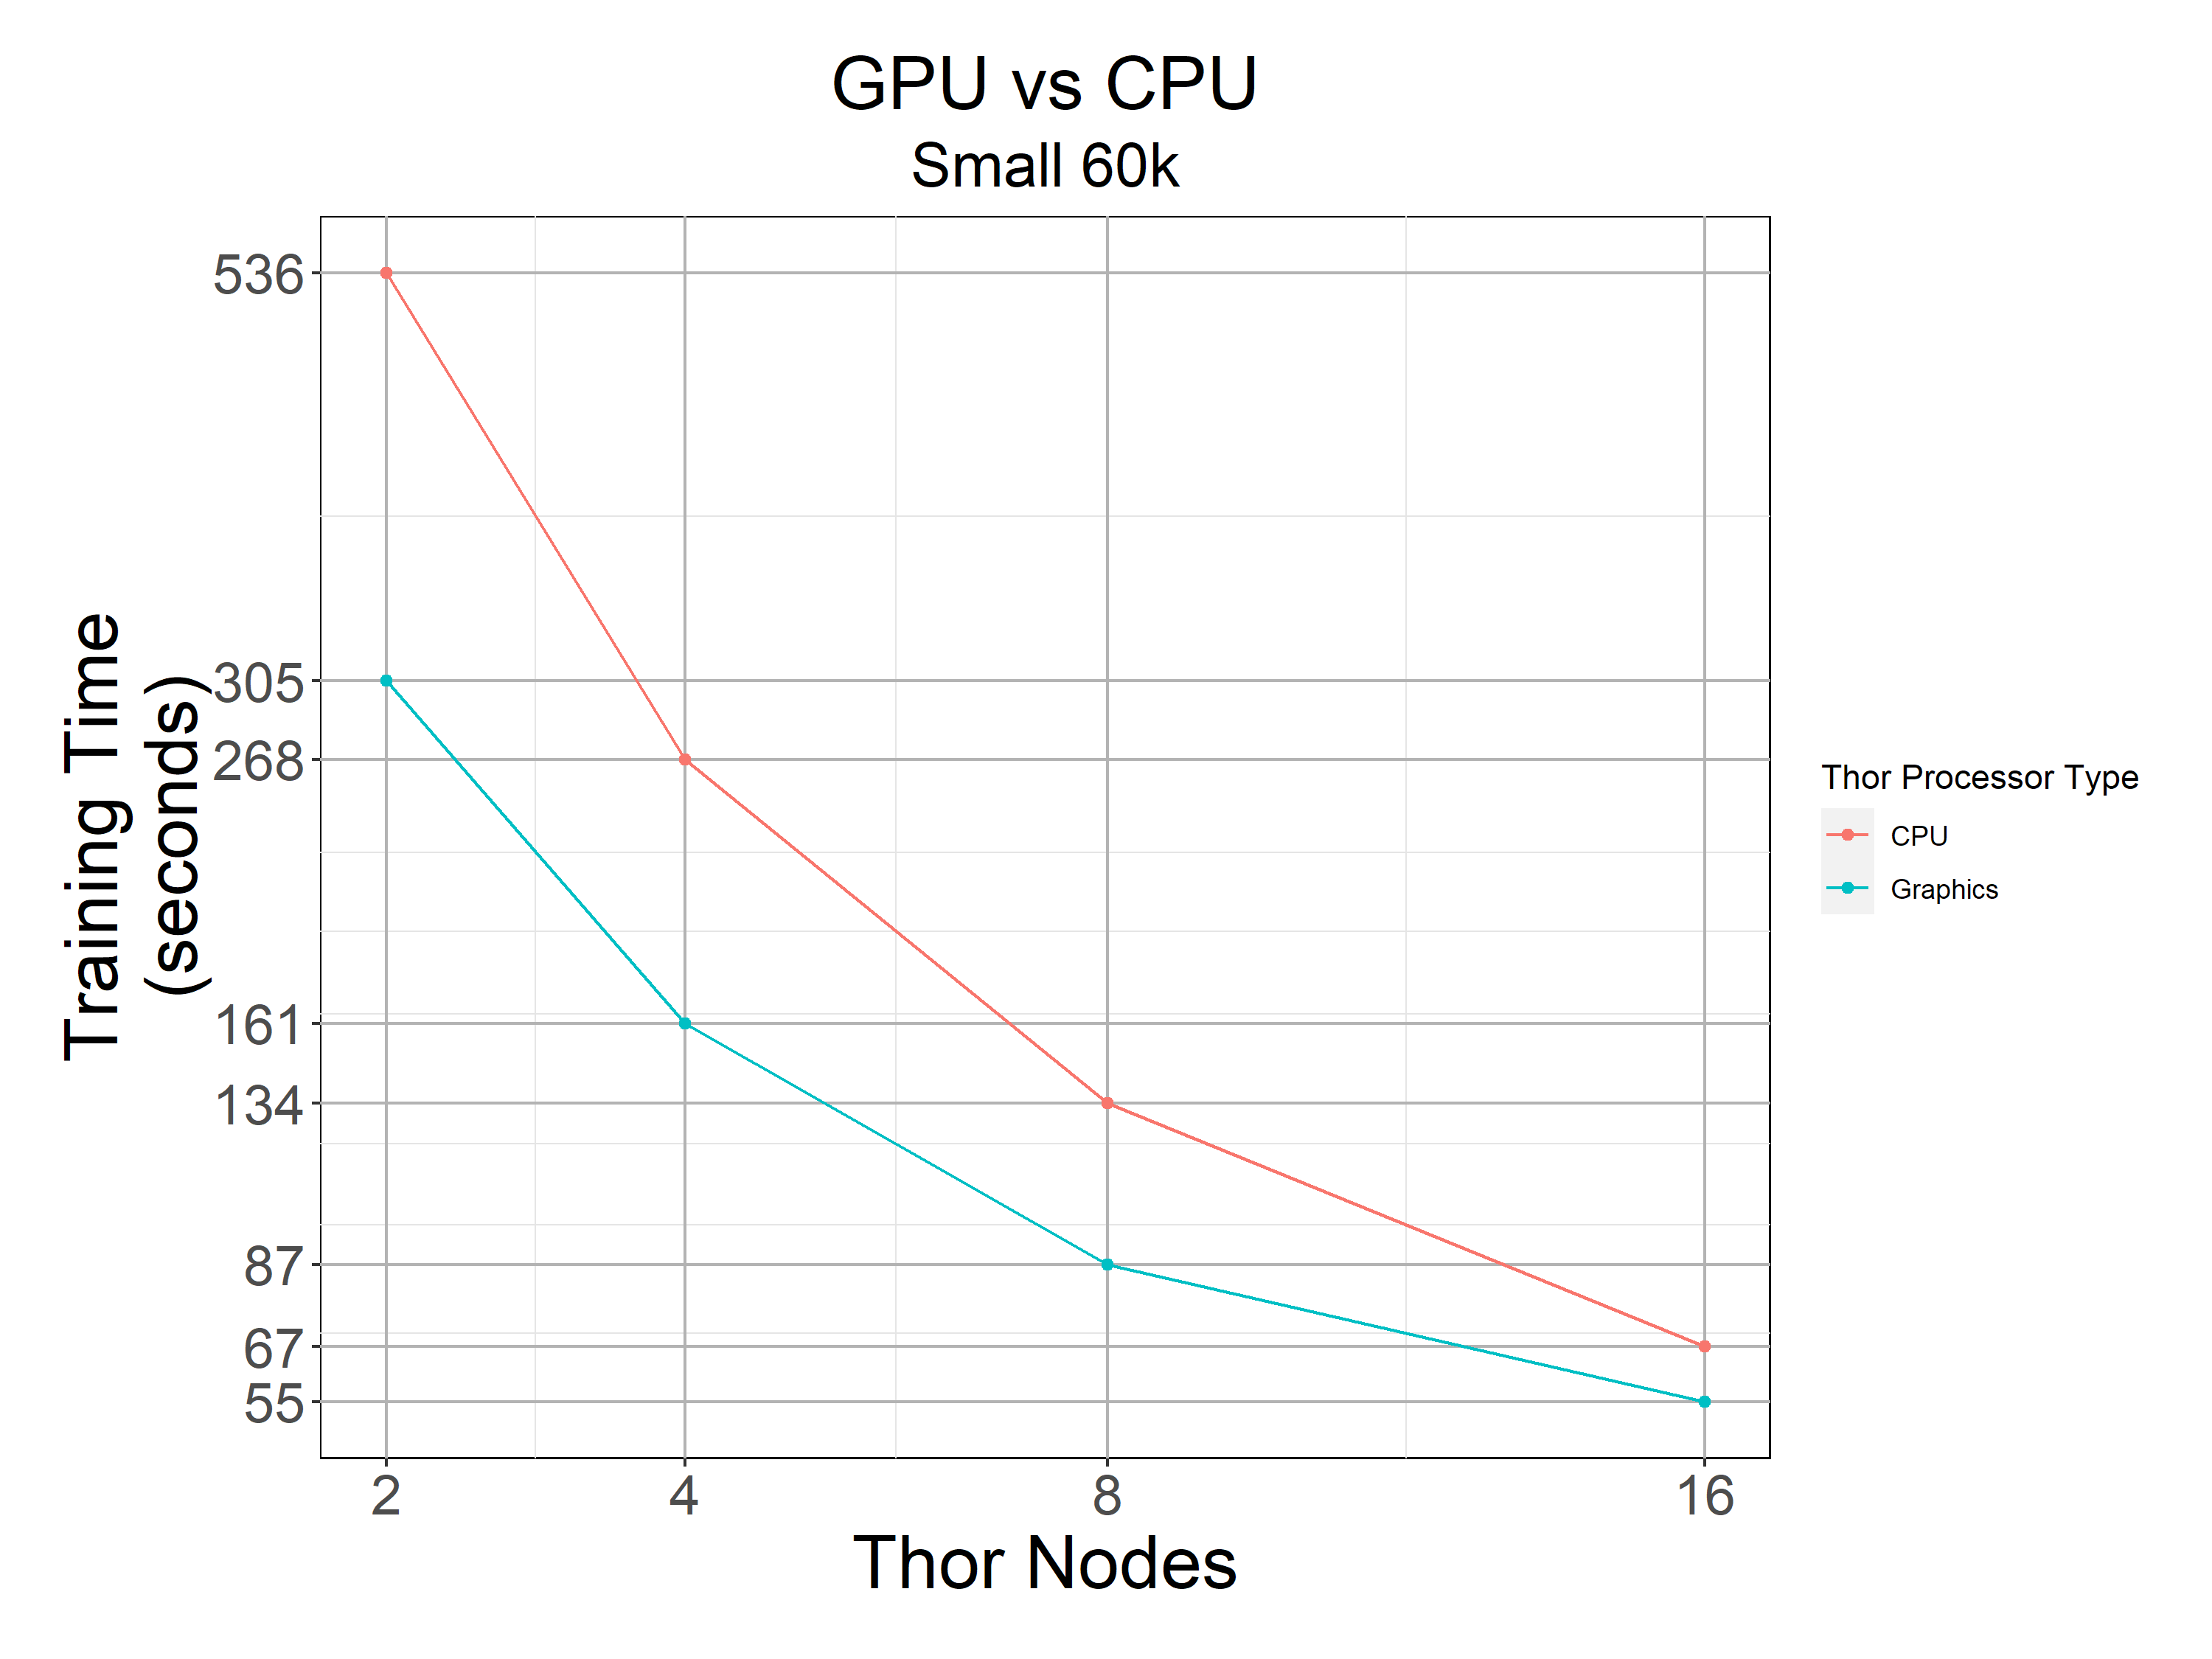 GPU vs CPU
Small 60k
Training Time
(seconds)
536
305
268
161
134
87
67
55
2
4
8
16
Thor Nodes
Thor Processor Type
CPU
Graphics